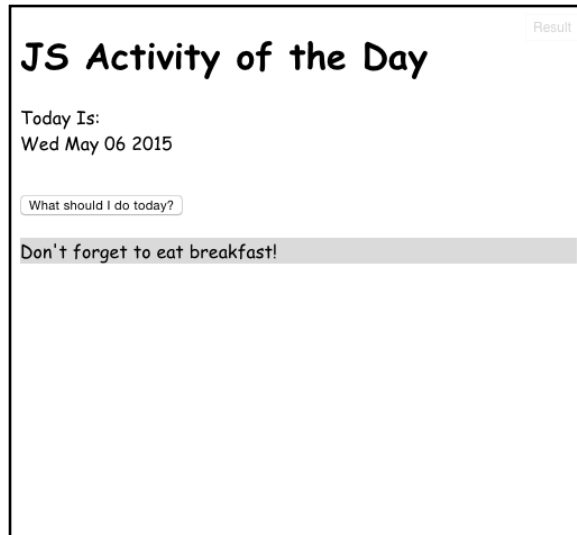 Result
JS Activity of the Day
Today Is:
Wed May 06 2015
What should I do today?
Don't forget to eat breakfast!